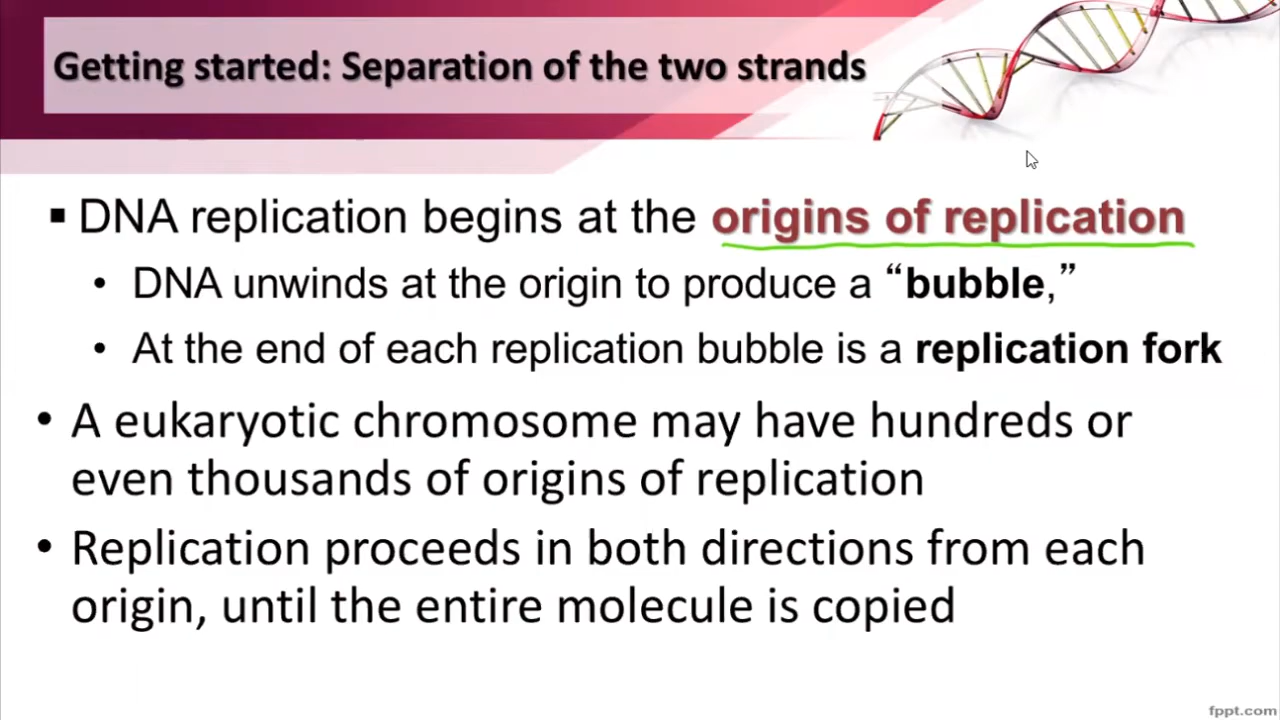 Getting started: Separation of the two strands
▪ DNA replication begins at the origins of replication
• DNA unwinds at the origin to produce a “bubble,”
• At the end of each replication bubble is a replication fork
• A eukaryotic chromosome may have hundreds or
even thousands of origins of replication
• Replication proceeds in both directions from each
origin, until the entire molecule is copied
fppt.com